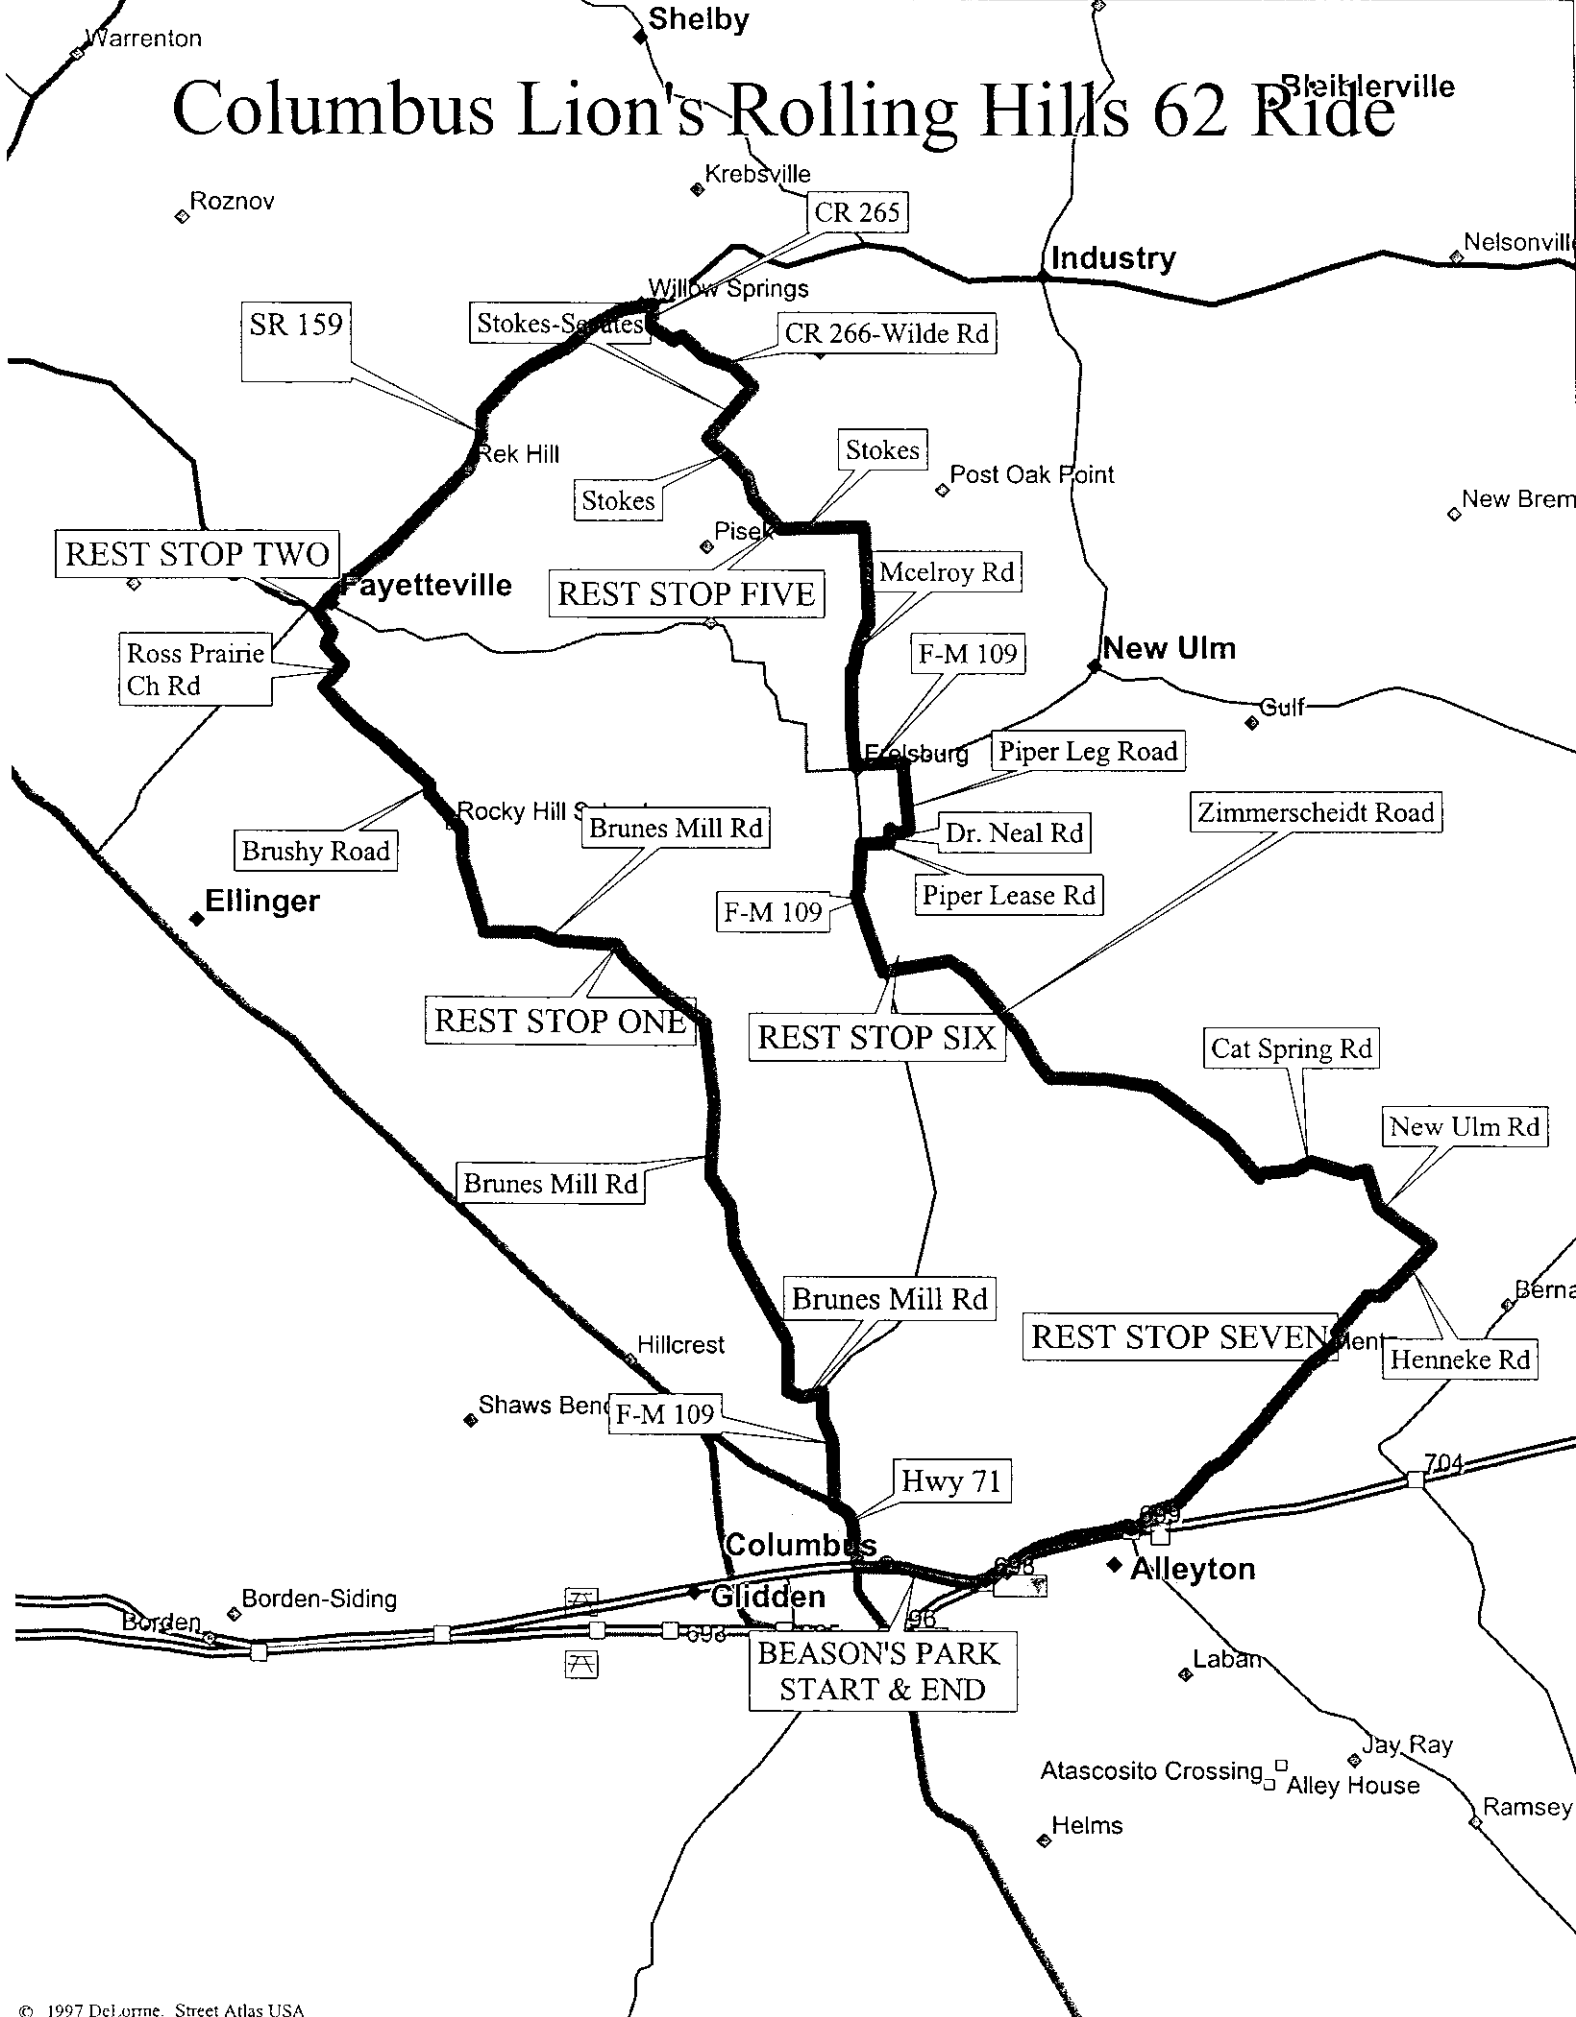 Shelby
Warrenton
Columbus Lion's Rolling Hills 62 Ride
Krebsville
Roznov
CR 265
Nelsonville
Industry
Willow Springs
SR 159
CR 266-Wilde Rd
Stokes
Rek Hill
Post Oak Point
Stokes
New Brem
Pisek
REST STOP TWO
Mcelroy Rd
Fayetteville
REST STOP FIVE
Ross Prairie
Ch Rd
F-M 109
New Ulm
Gulf
Piper Leg Road
Rocky Hill
Zimmerscheidt Road
Brunes Mill Rd
Dr. Neal Rd
Brushy Road
Ellinger
Piper Lease Rd
F-M 109
REST STOP ONE
REST STOP SIX
Cat Spring Rd
New Ulm Rd
Brunes Mill Rd
Brunes Mill Rd
Berna
REST STOP SEVEN
Hillcrest
Henneke Rd
Shaws Bend
F-M 109
704
Hwy 71
699
Columbus
698
Alleyton
Glidden
Borden-Siding
Borden
96
693
BEASON'S PARK
START & END
Laban
Jay Ray
Atascosito Crossing
Alley House
Ramsey
Helms
© 1997 DeLorme. Street Atlas USA